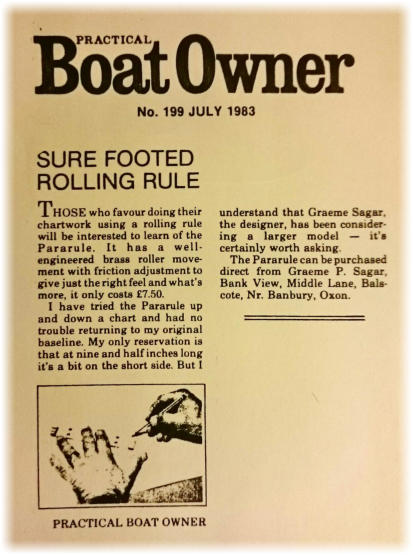 PRACTICAL
Boat Owner
No. 199 JULY 1983
SURE FOOTED
ROLLING RULE
THOSE who favour doing their
chartwork using a rolling rule
will be interested to learn of the
Pararule. It has a well-
engineered brass roller move-
ment with friction adjustment to
give just the right feel and what's
more, it only costs £7.50.
I have tried the Pararule up
and down a chart and had no
trouble returning to my original
baseline. My only reservation is
that at nine and half inches long
it's a bit on the short side. But I
understand that Graeme Sagar,
the designer, has been consider-
ing a larger model — it's
certainly worth asking.
The Pararule can be purchased
direct from Graeme P. Sagar,
Bank View, Middle Lane, Bals-
cote, Nr. Banbury, Oxon.
PRACTICAL BOAT OWNER